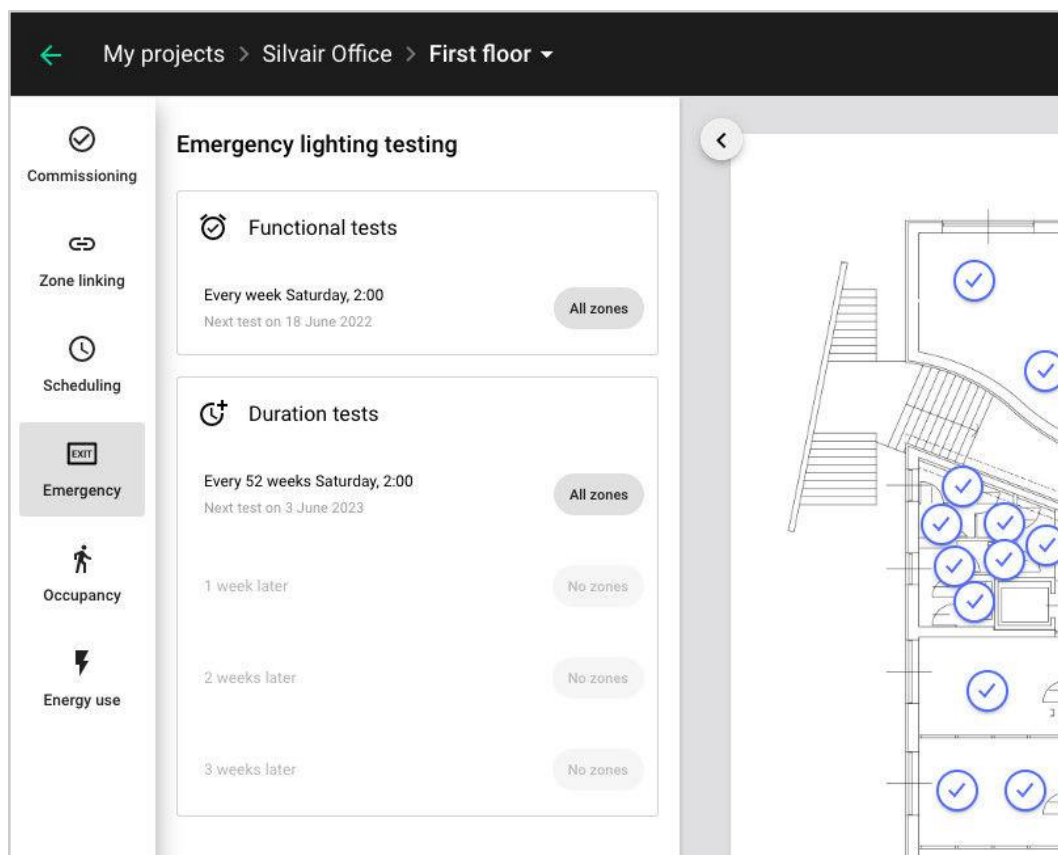 My projects > Silvair Office > First floor
Commissioning
Zone linking
Scheduling
EXIT
Emergency
Occupancy
Energy use
Emergency lighting testing
Functional tests
Every week Saturday, 2:00
All zones
Next test on 18 June 2022
Duration tests
Every 52 weeks Saturday, 2:00
All zones
Next test on 3 June 2023
1 week later
No zones
2 weeks later
No zones
3 weeks later
No zones